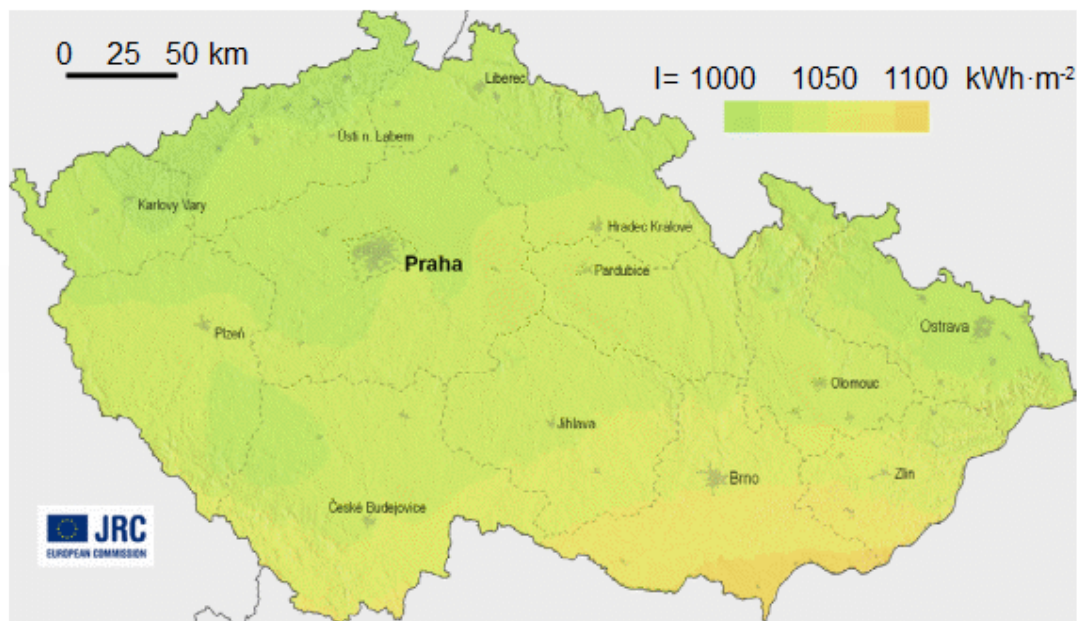 0 25 50 km
I= 1000 1050 1100 kWh·m-2
Liberec
Ústí n. Labem
Karlovy Vary
Hradec Králové
Praha
Pardubice
Ostrava
Plzeň
Olomouc
Jihlava
Brno
Zlín
České Budejovice
JRC
EUROPEAN COMMISSION